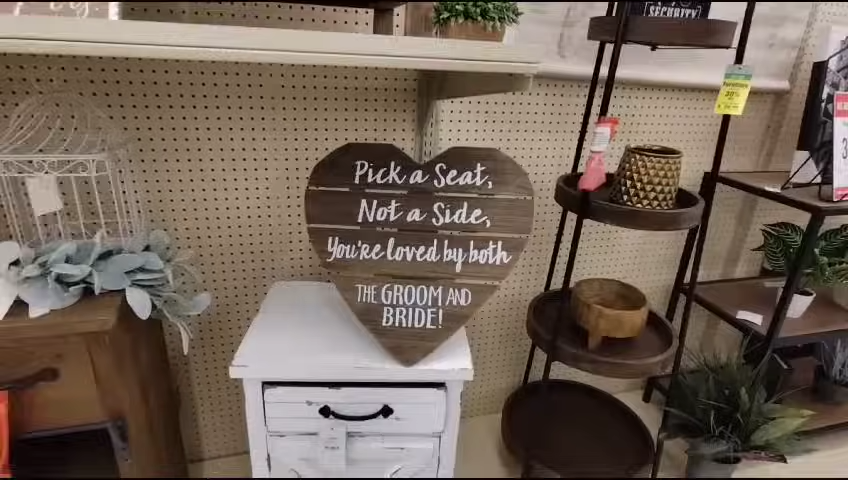 SECURITY
Pick a Seat,
Not a Side,
You're loved by both
THE GROOM AND
BRIDE!